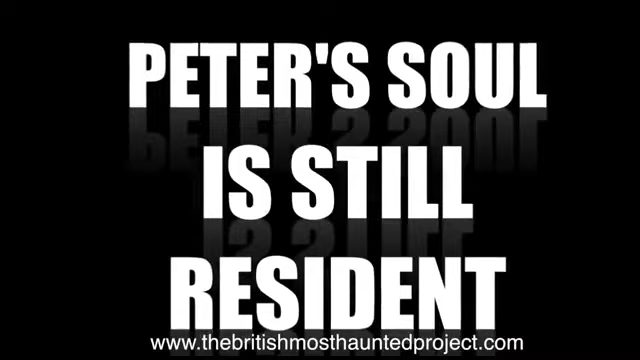 PETER'S SOUL
IS STILL
RESIDENT
www.thebritishmosthauntedproject.com